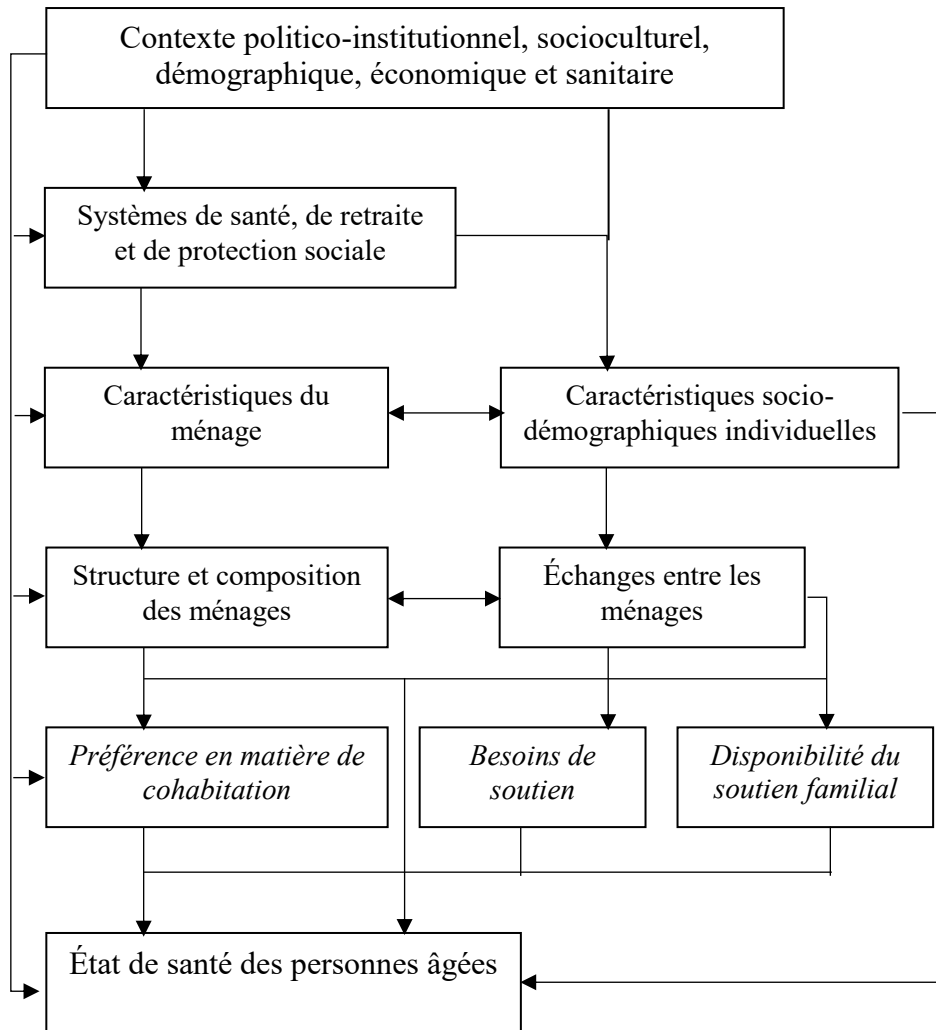 Contexte politico-institutionnel, socioculturel,
démographique, économique et sanitaire
Systèmes de santé, de retraite
et de protection sociale
Caractéristiques du
ménage
Caractéristiques socio-
démographiques individuelles
Structure et composition
des ménages
Échanges entre les
ménages
Préférence en matière de
cohabitation
Besoins de
soutien
Disponibilité du
soutien familial
État de santé des personnes âgées